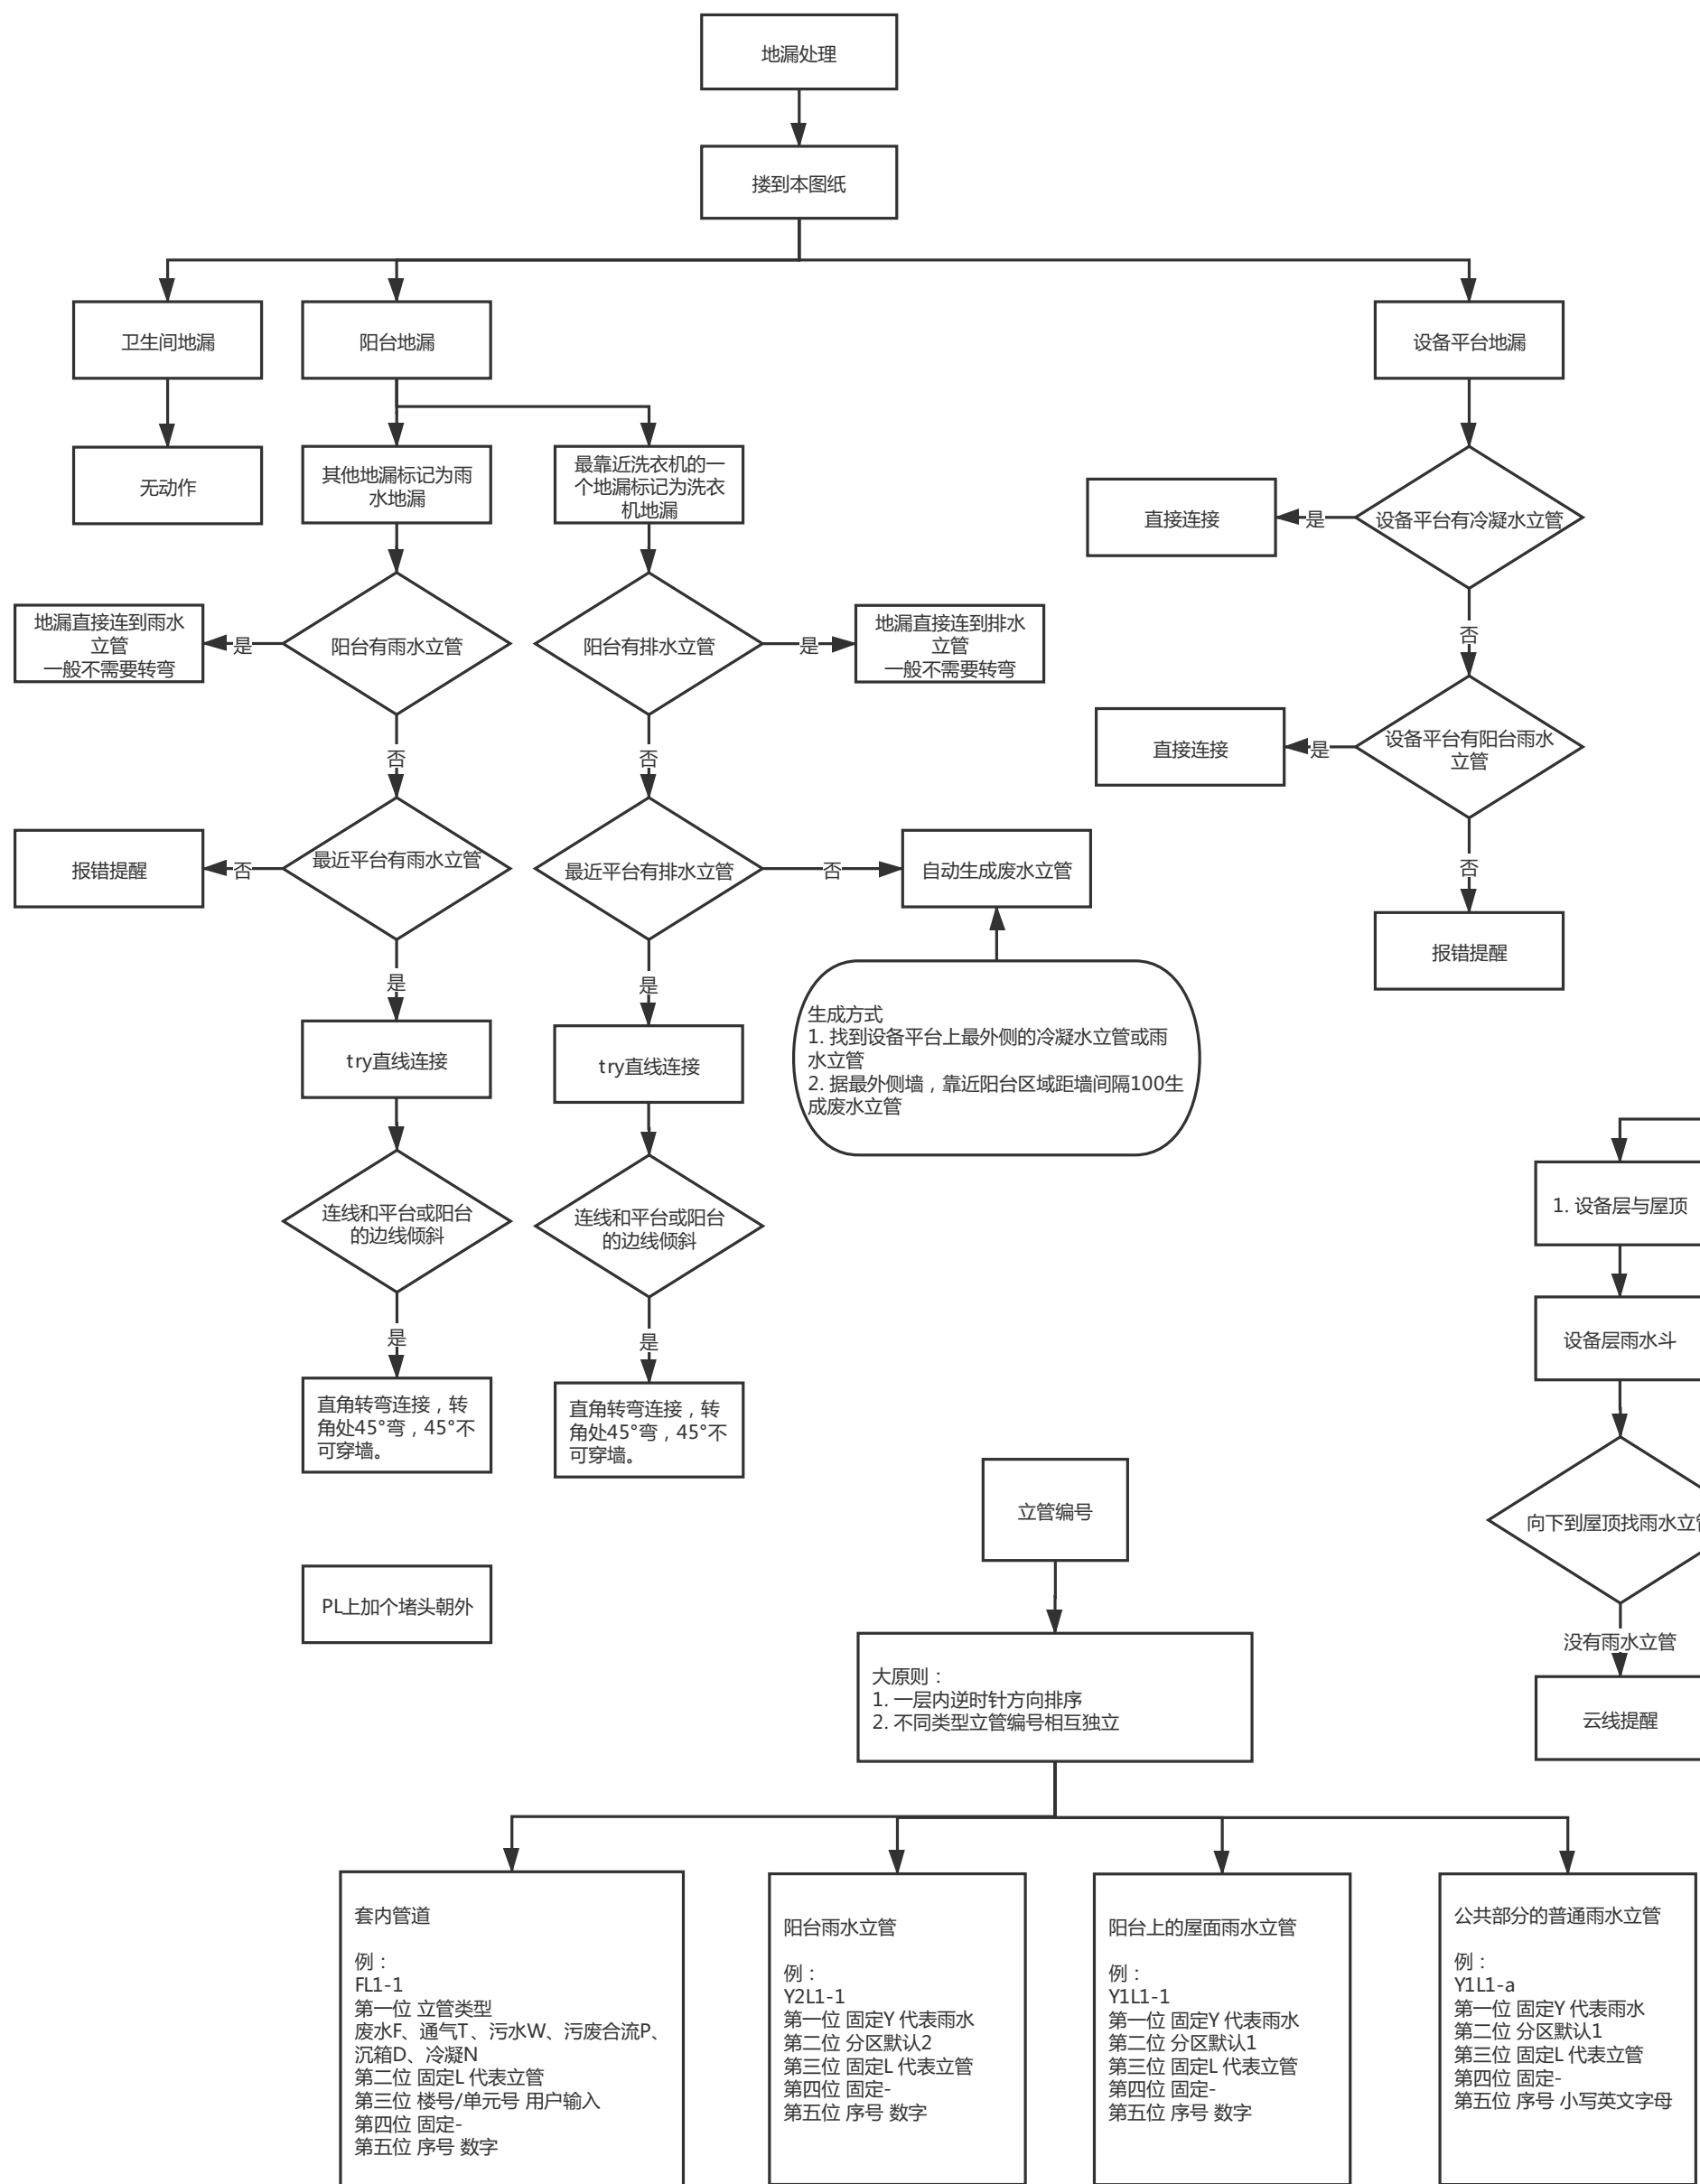 地漏处理
搂到本图纸
卫生间地漏
阳台地漏
设备平台地漏
无动作
其他地漏标记为雨
水地漏
最靠近洗衣机的一
个地漏标记为洗衣
机地漏
直接连接
是
设备平台有冷凝水立管
地漏直接连到雨水
立管
一般不需要转弯
是
阳台有雨水立管
阳台有排水立管
是
地漏直接连到排水
立管
一般不需要转弯
否
否
否
直接连接
是
设备平台有阳台雨水
立管
报错提醒
否
最近平台有雨水立管
最近平台有排水立管
否
自动生成废水立管
否
报错提醒
是
是
生成方式
1. 找到设备平台上最外侧的冷凝水立管或雨
水立管
2. 据最外侧墙，靠近阳台区域距墙间隔100生
成废水立管
try直线连接
try直线连接
连线和平台或阳台
的边线倾斜
连线和平台或阳台
的边线倾斜
1. 设备层与屋顶
设备层雨水斗
是
是
直角转弯连接，转
角处45°弯，45°不
可穿墙。
直角转弯连接，转
角处45°弯，45°不
可穿墙。
向下到屋顶找雨水立
没有雨水立管
云线提醒
PL上加个堵头朝外
立管编号
大原则：
1. 一层内逆时针方向排序
2. 不同类型立管编号相互独立
套内管道
例：
FL1-1
第一位 立管类型
废水F、通气T、污水W、污废合流P、
沉箱D、冷凝N
第二位 固定L 代表立管
第三位 楼号/单元号 用户输入
第四位 固定-
第五位 序号 数字
阳台雨水立管
例：
Y2L1-1
第一位 固定Y 代表雨水
第二位 分区默认2
第三位 固定L 代表立管
第四位 固定-
第五位 序号 数字
阳台上的屋面雨水立管
例：
Y1L1-1
第一位 固定Y 代表雨水
第二位 分区默认1
第三位 固定L 代表立管
第四位 固定-
第五位 序号 数字
公共部分的普通雨水立管
例：
Y1L1-a
第一位 固定Y 代表雨水
第二位 分区默认1
第三位 固定L 代表立管
第四位 固定-
第五位 序号 小写英文字母